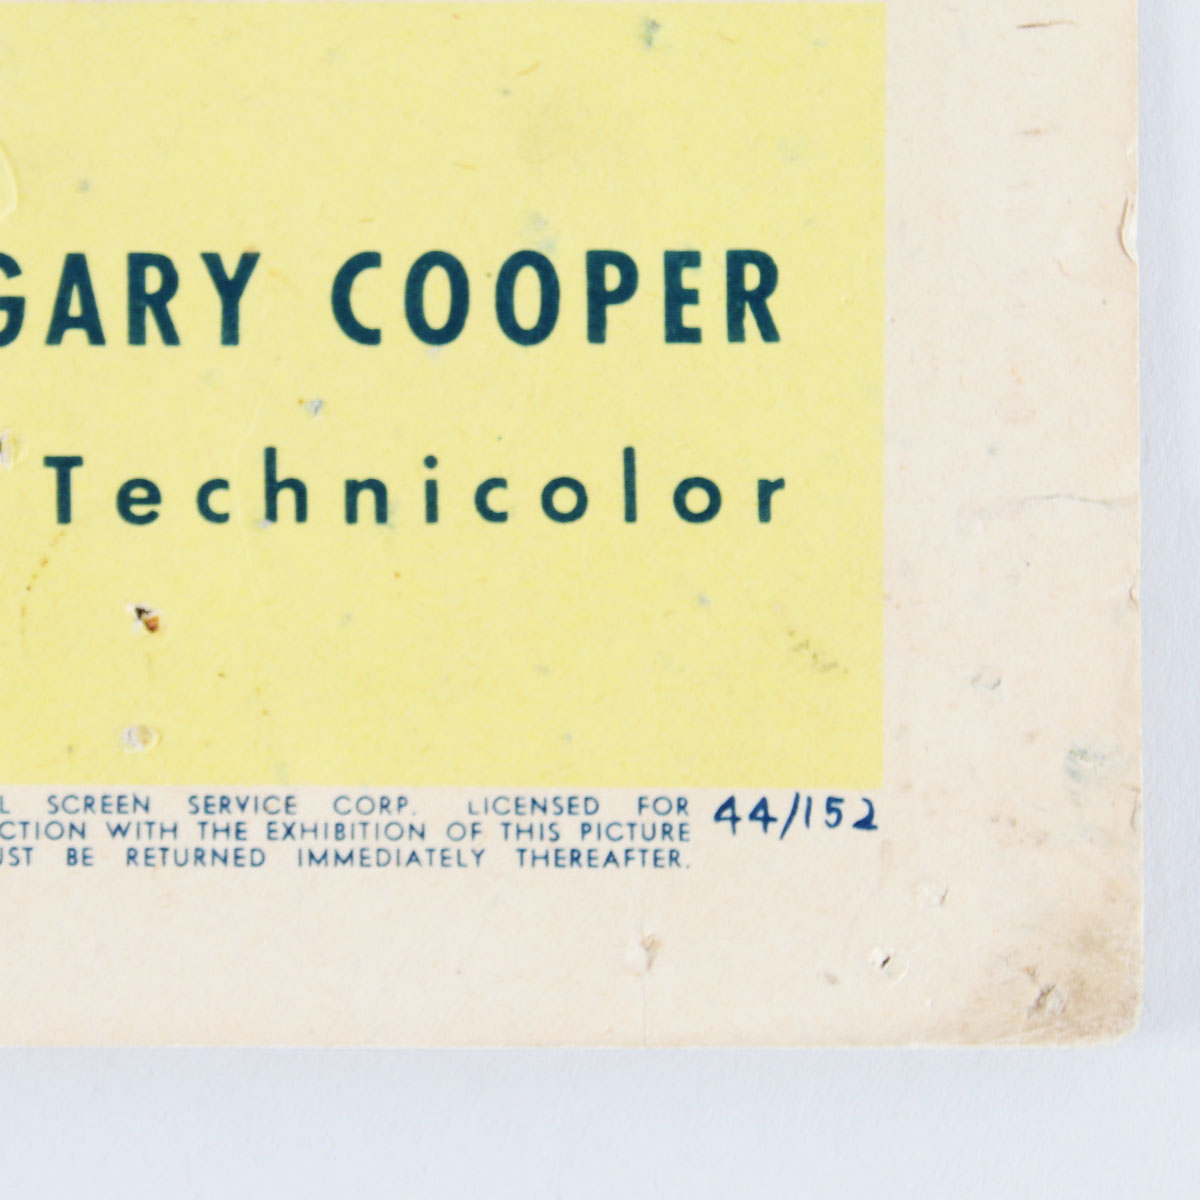 GARY COOPER
Technicolor
L SCREEN SERVICE CORP. LICENSED FOR 44/152
CTION WITH THE EXHIBITION OF THIS PICTURE
UST BE RETURNED IMMEDIATELY THEREAFTER.